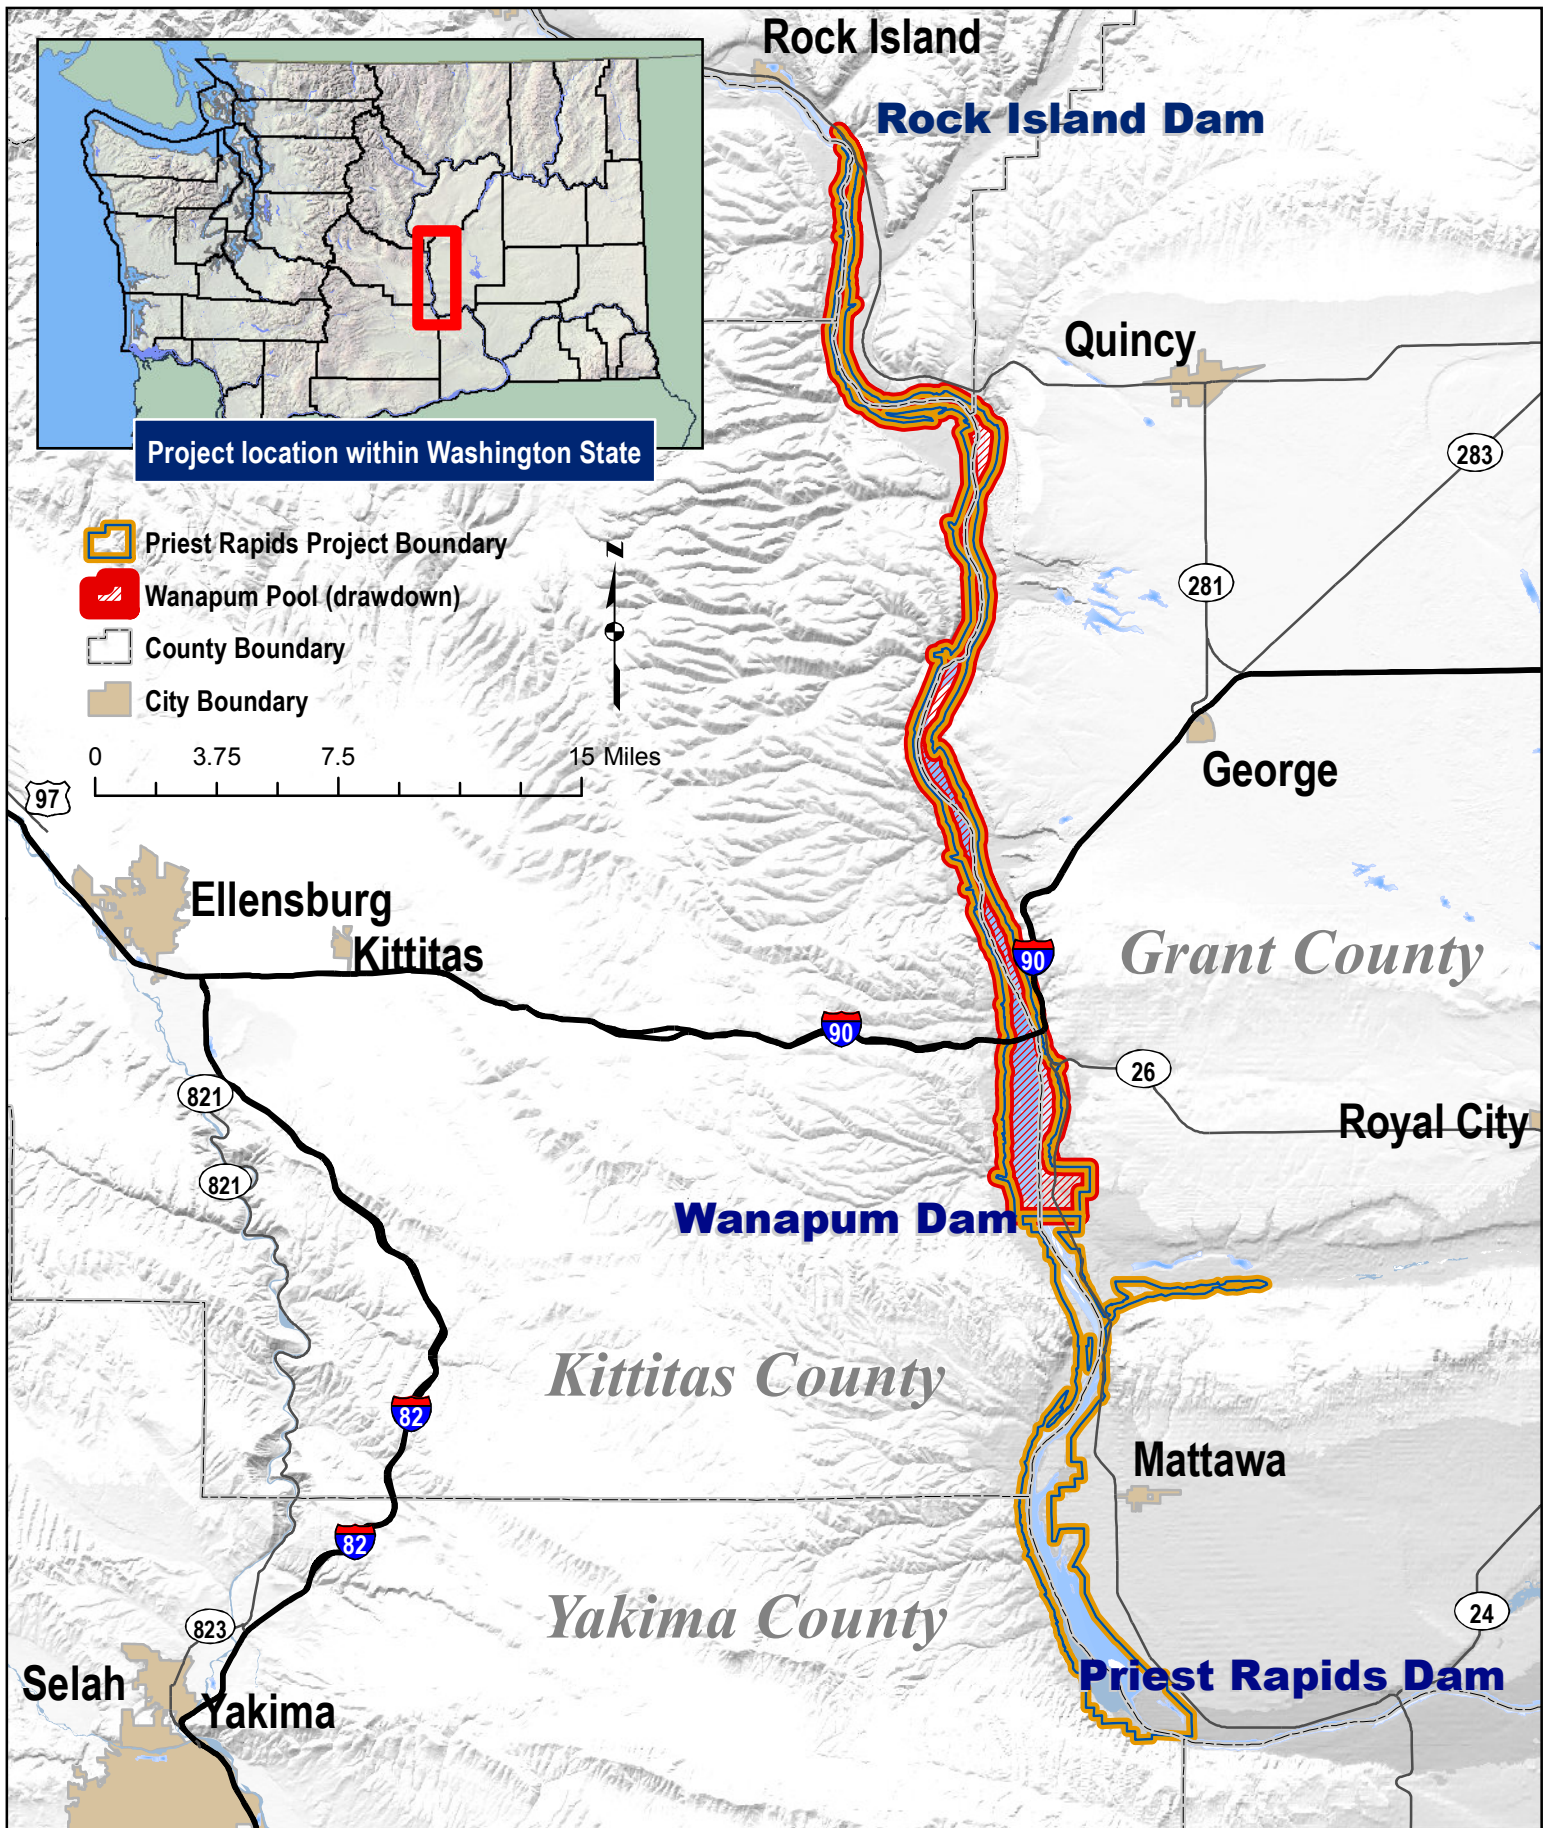 Rock Island
Rock Island Dam
Project location within Washington State
Quincy
283
Priest Rapids Project Boundary
Wanapum Pool (drawdown)
County Boundary
City Boundary
N
281
0 3.75 7.5 15 Miles
George
97
Ellensburg
Kittitas
Grant County
90
90
26
821
Royal City
821
Wanapum Dam
Kittitas County
82
Mattawa
82
Yakima County
823
24
Selah
Priest Rapids Dam
Yakima